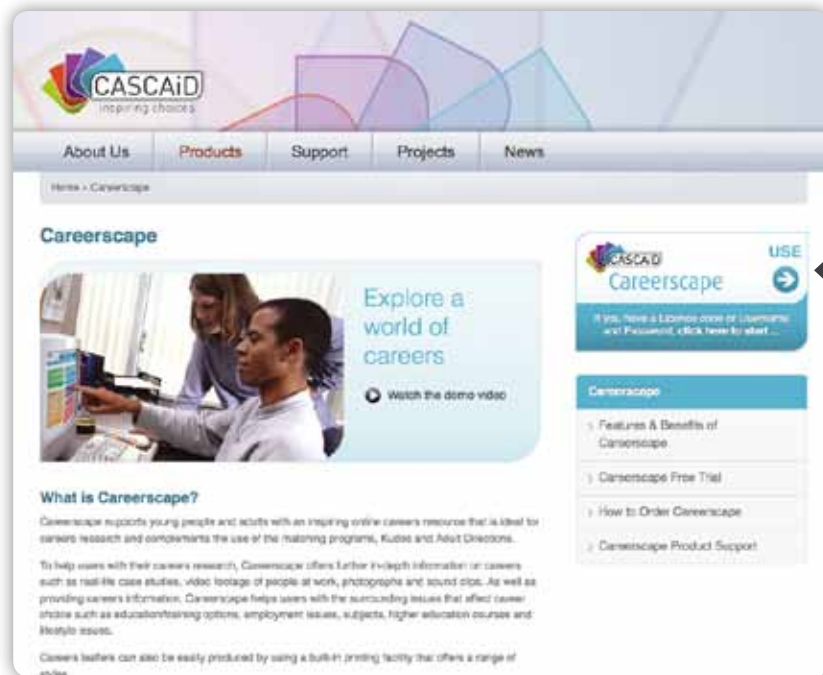 CASCAiD
inspiring choices
About Us
Products
Support
Projects
News
Home › Careerscape
Careerscape
Explore a
world of
careers
Watch the demo video
CASCAiD
Careerscape
USE
If you have a Licence code or Username
and Password, click here to start ...
Careerscape
› Features & Benefits of
Careerscape
› Careerscape Free Trial
› How to Order Careerscape
› Careerscape Product Support
What is Careerscape?
Careerscape supports young people and adults with an inspiring online careers resource that is ideal for
careers research and complements the use of the matching programs, Kudos and Adult Directions.
To help users with their careers research, Careerscape offers further in-depth information on careers
such as real-life case studies, video footage of people at work, photographs and sound clips. As well as
providing careers information, Careerscape helps users with the surrounding issues that affect career
choice such as education/training options, employment issues, subjects, higher education courses and
lifestyle issues.
Careers leaflets can also be easily produced by using a built-in printing facility that offers a range of
styles.